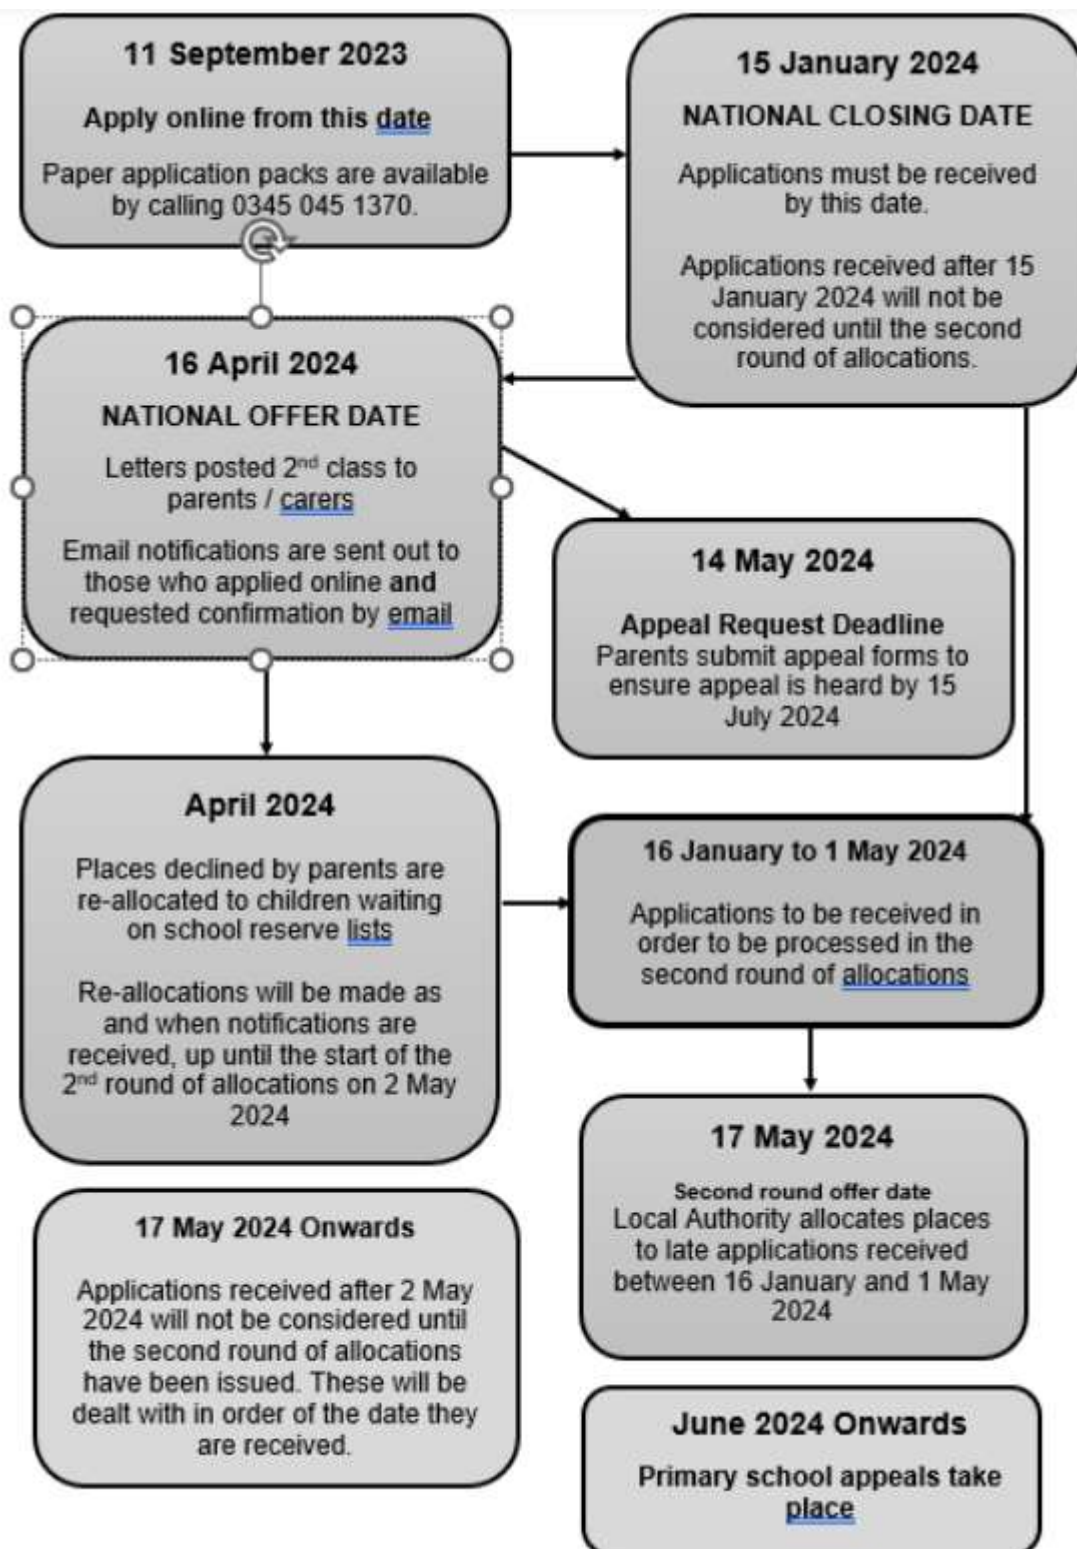 11 September 2023
Apply online from this date
Paper application packs are available
by calling 0345 045 1370.
15 January 2024
NATIONAL CLOSING DATE
Applications must be received
by this date.
Applications received after 15
January 2024 will not be
considered until the second
round of allocations.
16 April 2024
NATIONAL OFFER DATE
Letters posted 2nd class to
parents / carers
Email notifications are sent out to
those who applied online and
requested confirmation by email
14 May 2024
Appeal Request Deadline
Parents submit appeal forms to
ensure appeal is heard by 15
July 2024
April 2024
Places declined by parents are
re-allocated to children waiting
on school reserve lists
Re-allocations will be made as
and when notifications are
received, up until the start of the
2nd round of allocations on 2 May
2024
16 January to 1 May 2024
Applications to be received in
order to be processed in the
second round of allocations
17 May 2024
Second round offer date
Local Authority allocates places
to late applications received
between 16 January and 1 May
2024
17 May 2024 Onwards
Applications received after 2 May
2024 will not be considered until
the second round of allocations
have been issued. These will be
dealt with in order of the date they
are received.
June 2024 Onwards
Primary school appeals take
place